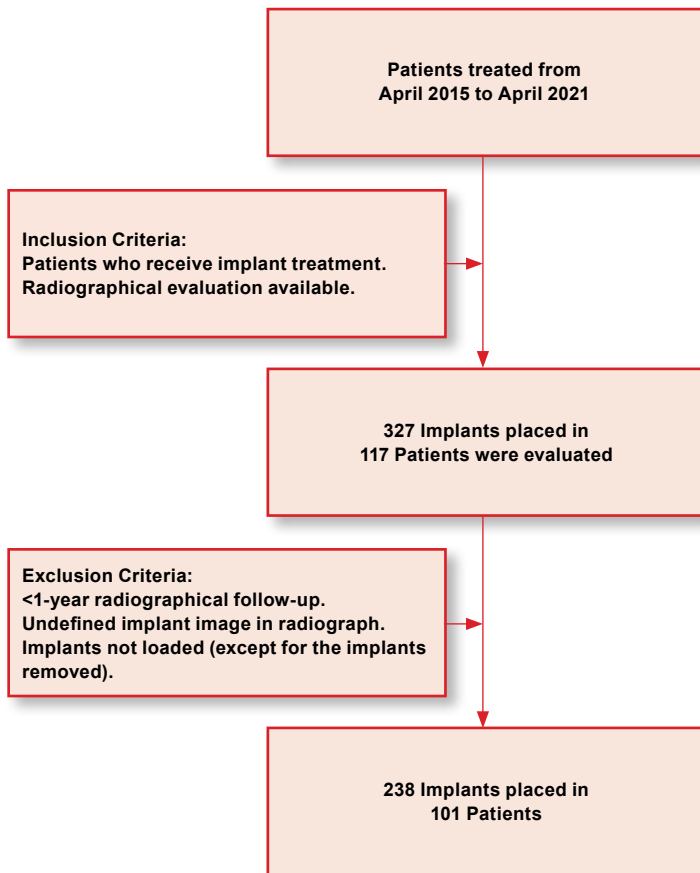 Patients treated from
April 2015 to April 2021
Inclusion Criteria:
Patients who receive implant treatment.
Radiographical evaluation available.
327 Implants placed in
117 Patients were evaluated
Exclusion Criteria:
<1-year radiographical follow-up.
Undefined implant image in radiograph.
Implants not loaded (except for the implants
removed).
238 Implants placed in
101 Patients